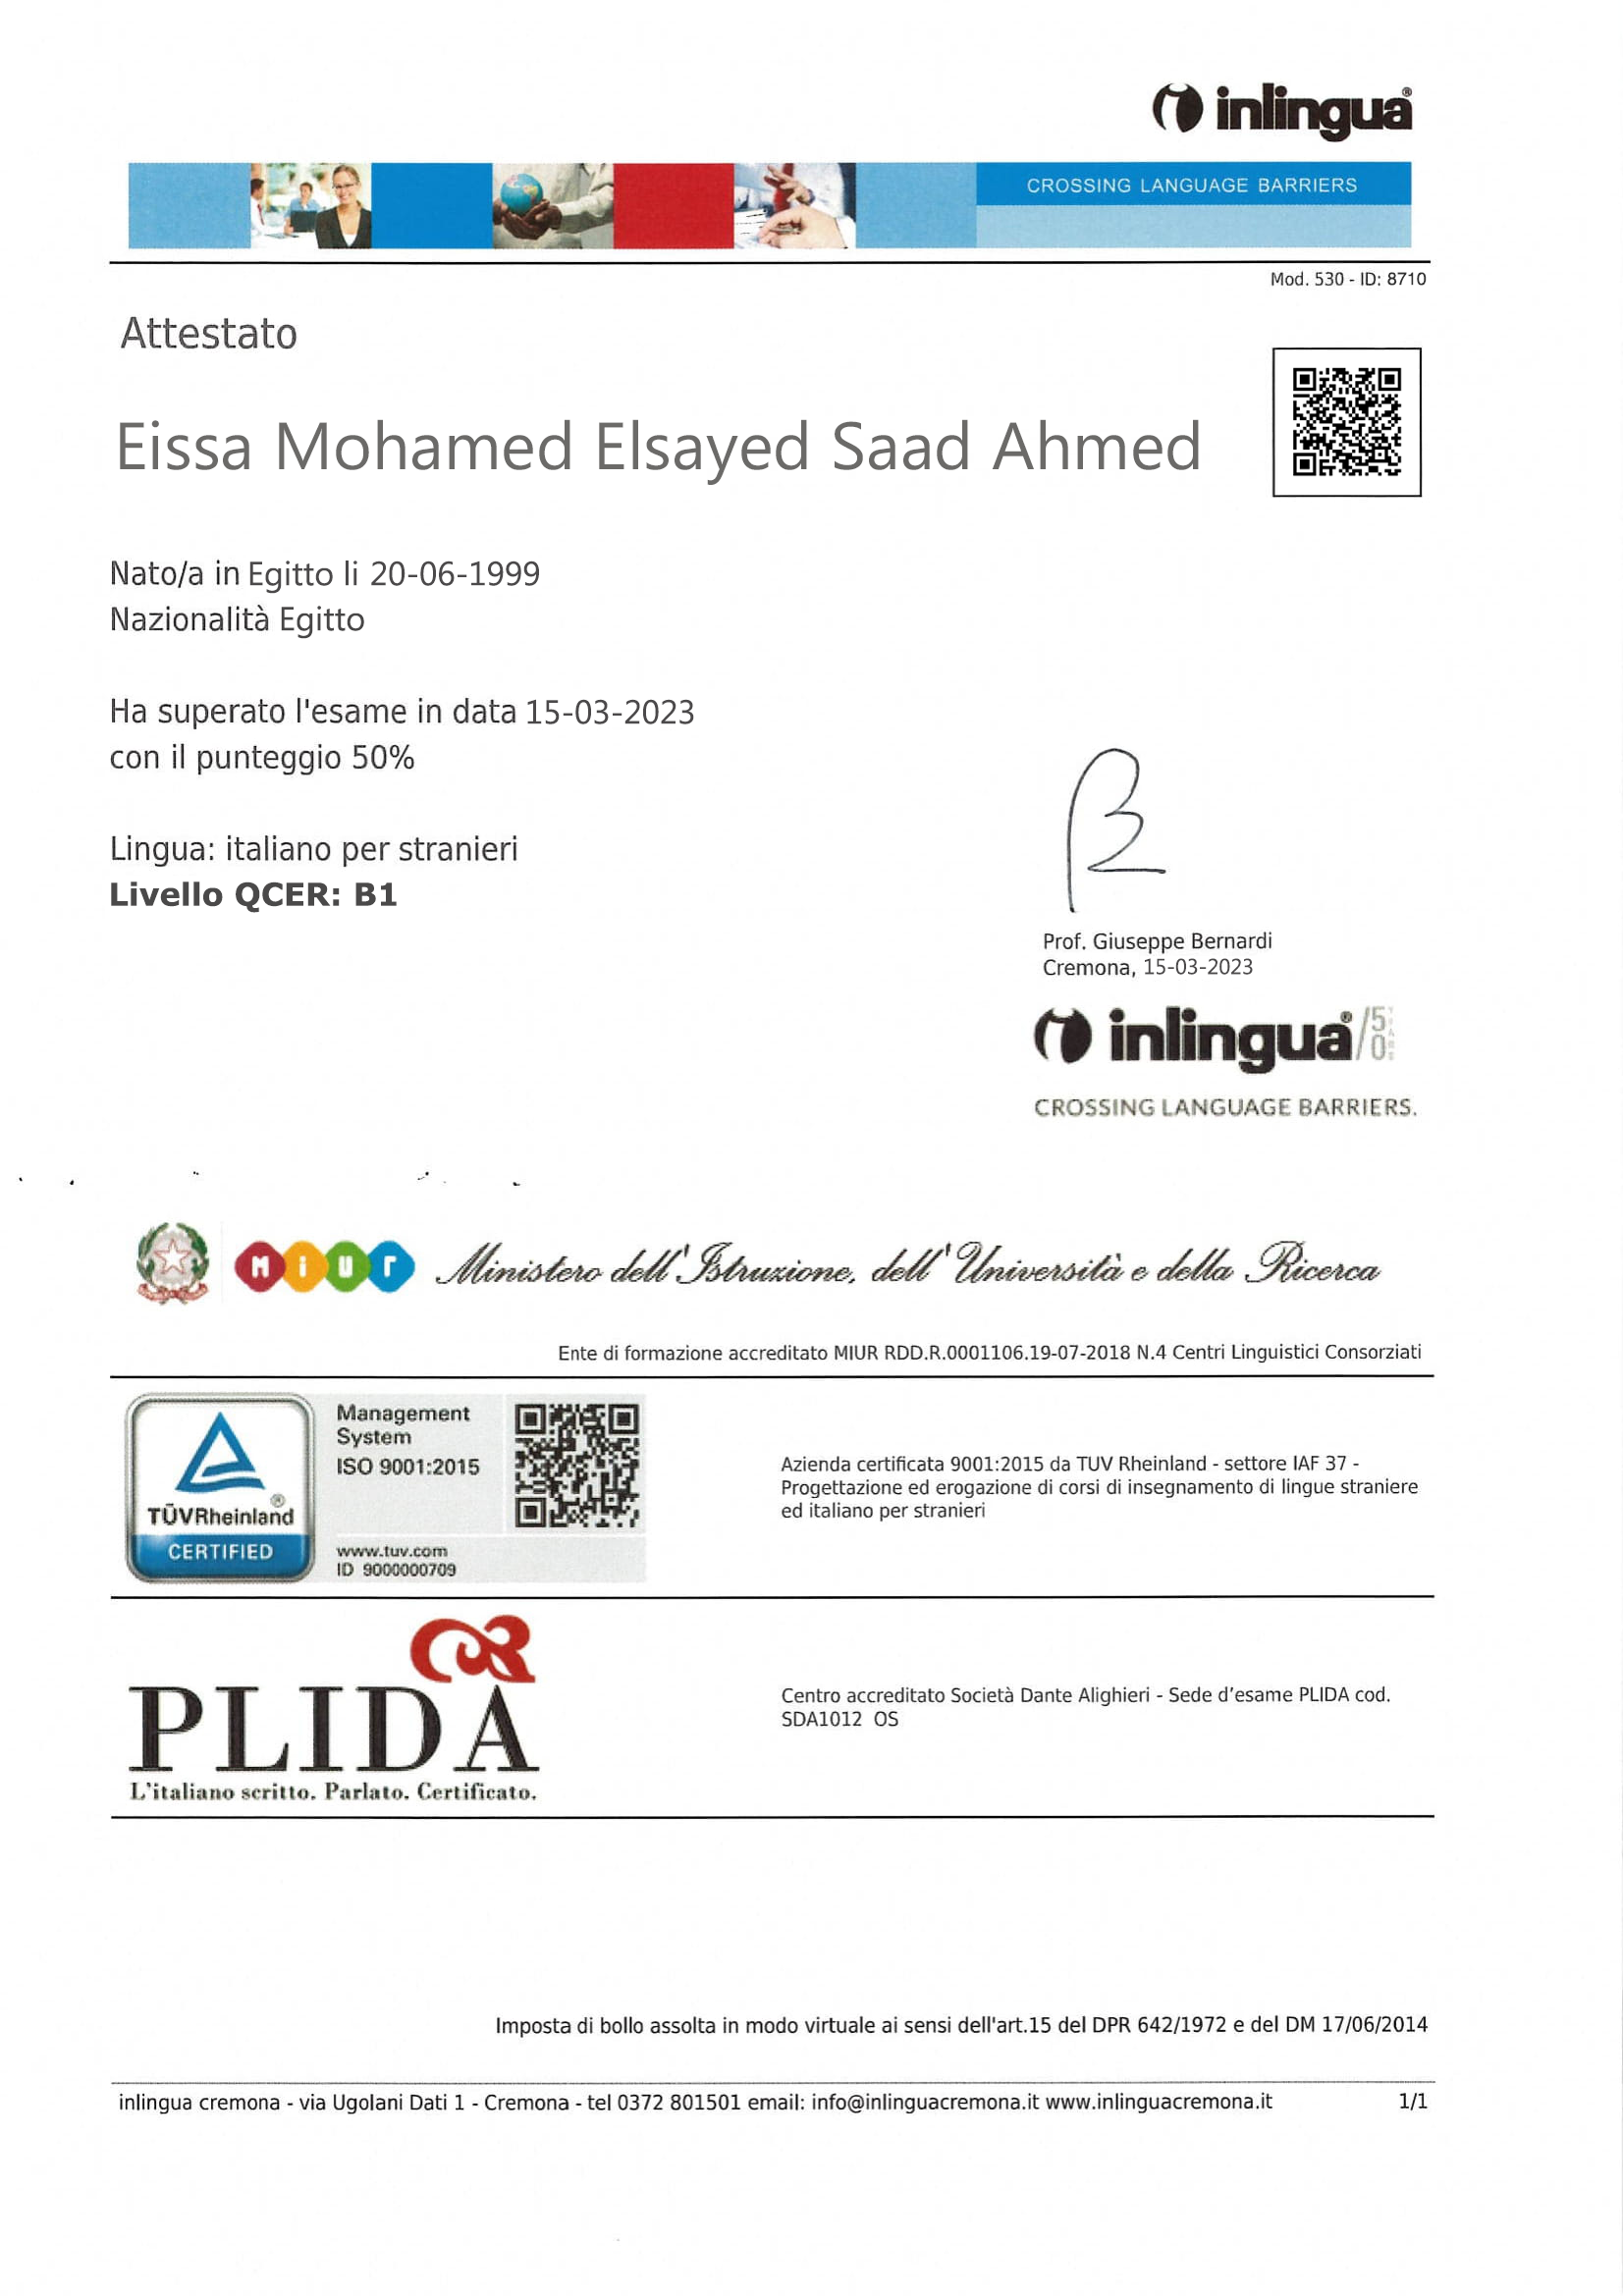 inlingua®
CROSSING LANGUAGE BARRIERS
Mod. 530 - ID: 8710
Attestato
Eissa Mohamed Elsayed Saad Ahmed
Nato/a in Egitto li 20-06-1999
Nazionalità Egitto
Ha superato l'esame in data 15-03-2023
con il punteggio 50%
Lingua: italiano per stranieri
Livello QCER: B1
Prof. Giuseppe Bernardi
Cremona, 15-03-2023
inlingua®/50 YEARS
CROSSING LANGUAGE BARRIERS.
MIUR Ministero dell'Istruzione, dell'Università e della Ricerca
Ente di formazione accreditato MIUR RDD.R.0001106.19-07-2018 N.4 Centri Linguistici Consorziati
Management
System
ISO 9001:2015
TÜVRheinland®
CERTIFIED
www.tuv.com
ID 9000000709
Azienda certificata 9001:2015 da TUV Rheinland - settore IAF 37 -
Progettazione ed erogazione di corsi di insegnamento di lingue straniere
ed italiano per stranieri
PLIDA
L'italiano scritto. Parlato. Certificato.
Centro accreditato Società Dante Alighieri - Sede d'esame PLIDA cod.
SDA1012 OS
Imposta di bollo assolta in modo virtuale ai sensi dell'art.15 del DPR 642/1972 e del DM 17/06/2014
inlingua cremona - via Ugolani Dati 1 - Cremona - tel 0372 801501 email: info@inlinguacremona.it www.inlinguacremona.it 1/1